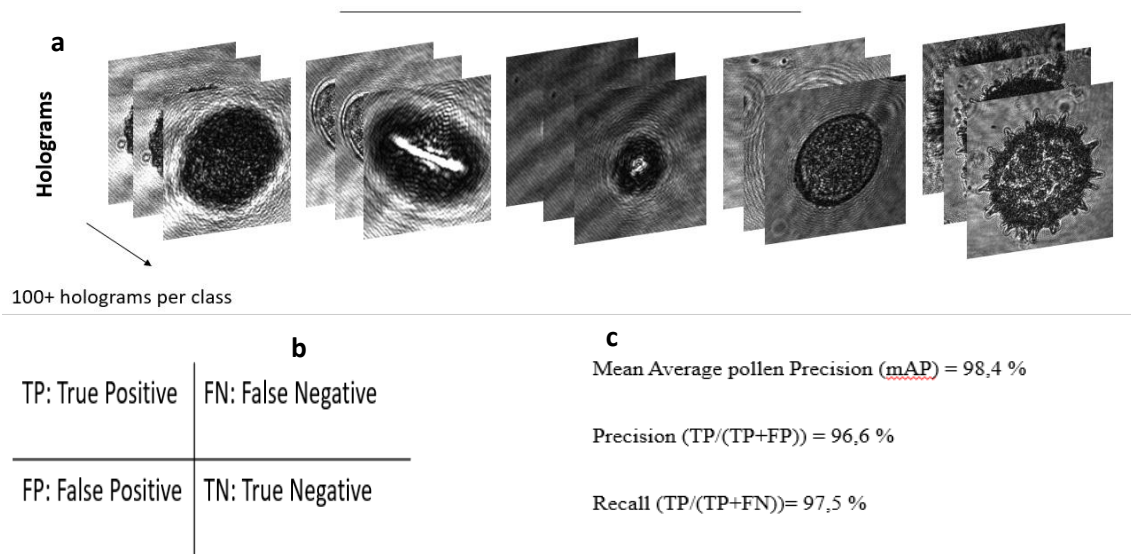 a
Holograms
100+ holograms per class
b
TP: True Positive
FN: False Negative
FP: False Positive
TN: True Negative
c
Mean Average pollen Precision (mAP) = 98,4 %
Precision (TP/(TP+FP)) = 96,6 %
Recall (TP/(TP+FN))= 97,5 %